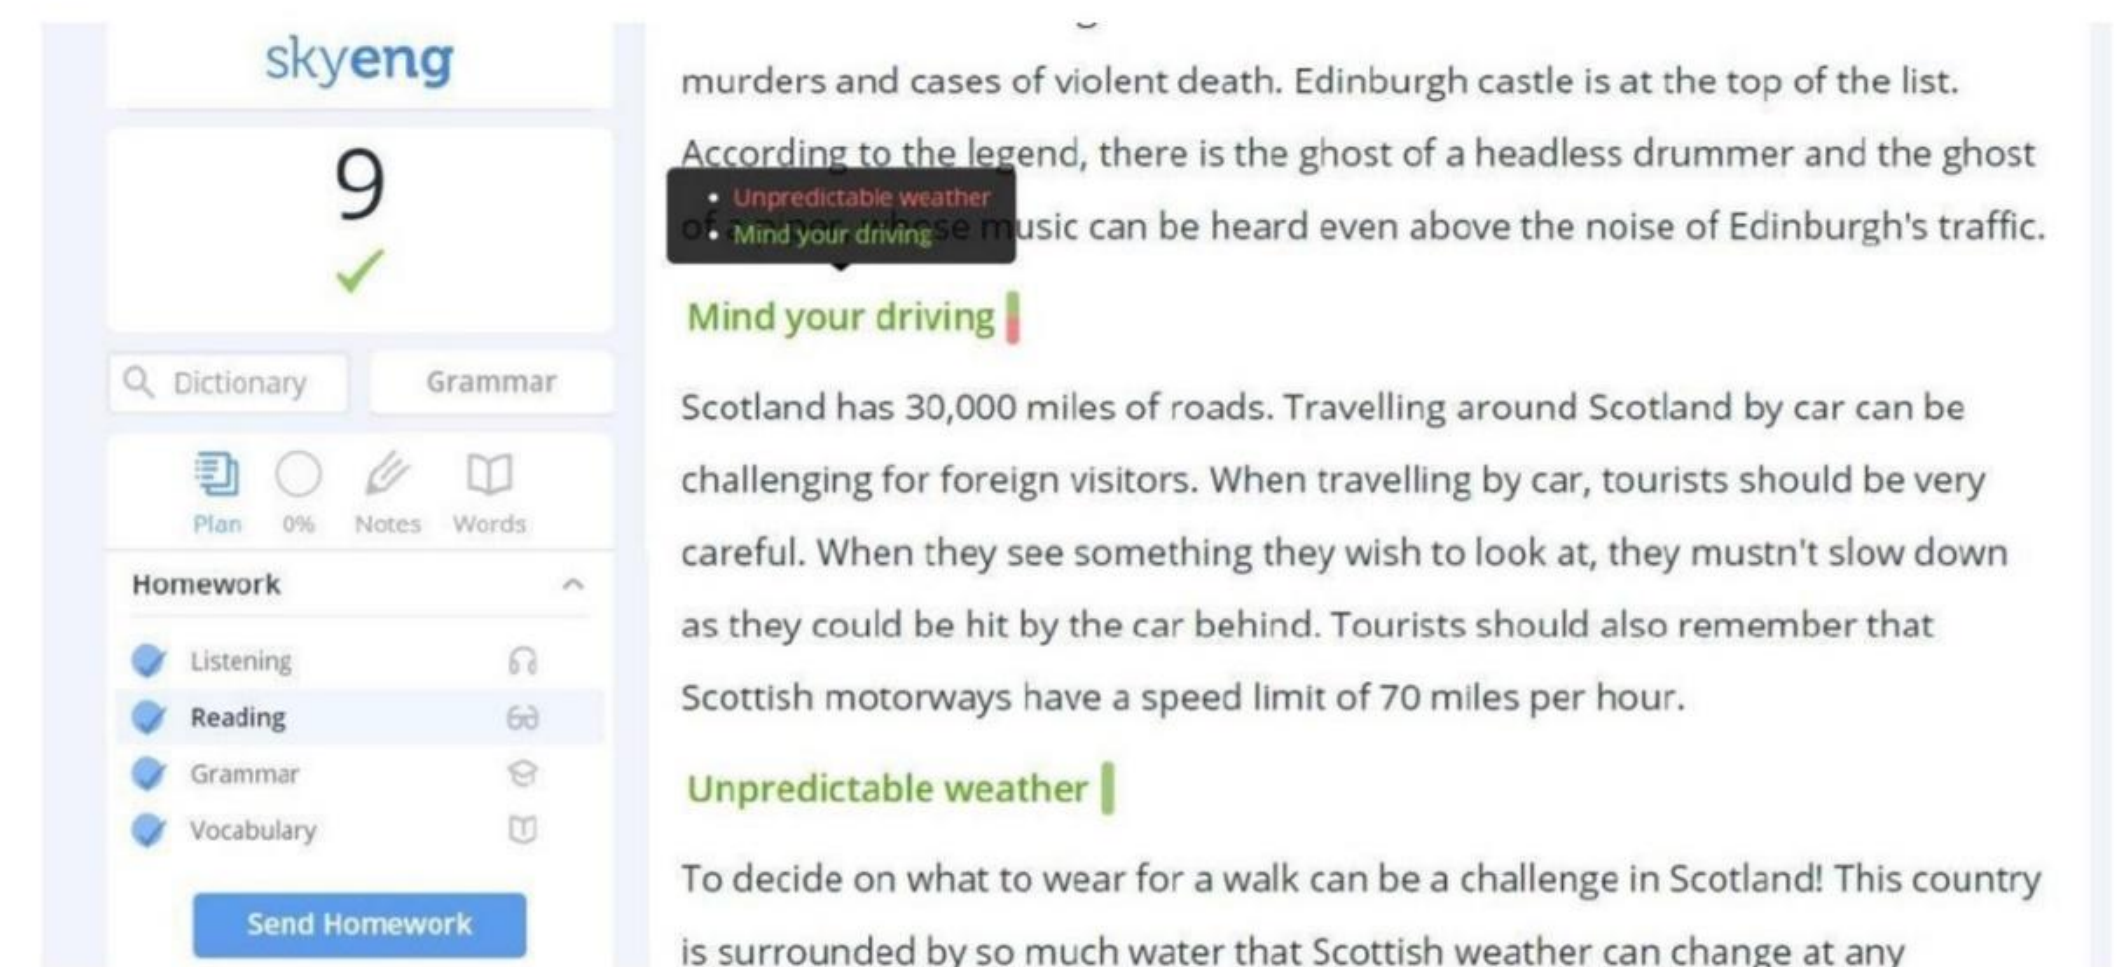 skyeng
9
Dictionary
Grammar
Plan
0%
Notes
Words
Homework
Listening
Reading
Grammar
Vocabulary
Send Homework
murders and cases of violent death. Edinburgh castle is at the top of the list.
According to the legend, there is the ghost of a headless drummer and the ghost
Unpredictable weather
Mind your driving
of a piper, whose music can be heard even above the noise of Edinburgh's traffic.
Mind your driving
Scotland has 30,000 miles of roads. Travelling around Scotland by car can be
challenging for foreign visitors. When travelling by car, tourists should be very
careful. When they see something they wish to look at, they mustn't slow down
as they could be hit by the car behind. Tourists should also remember that
Scottish motorways have a speed limit of 70 miles per hour.
Unpredictable weather
To decide on what to wear for a walk can be a challenge in Scotland! This country
is surrounded by so much water that Scottish weather can change at any